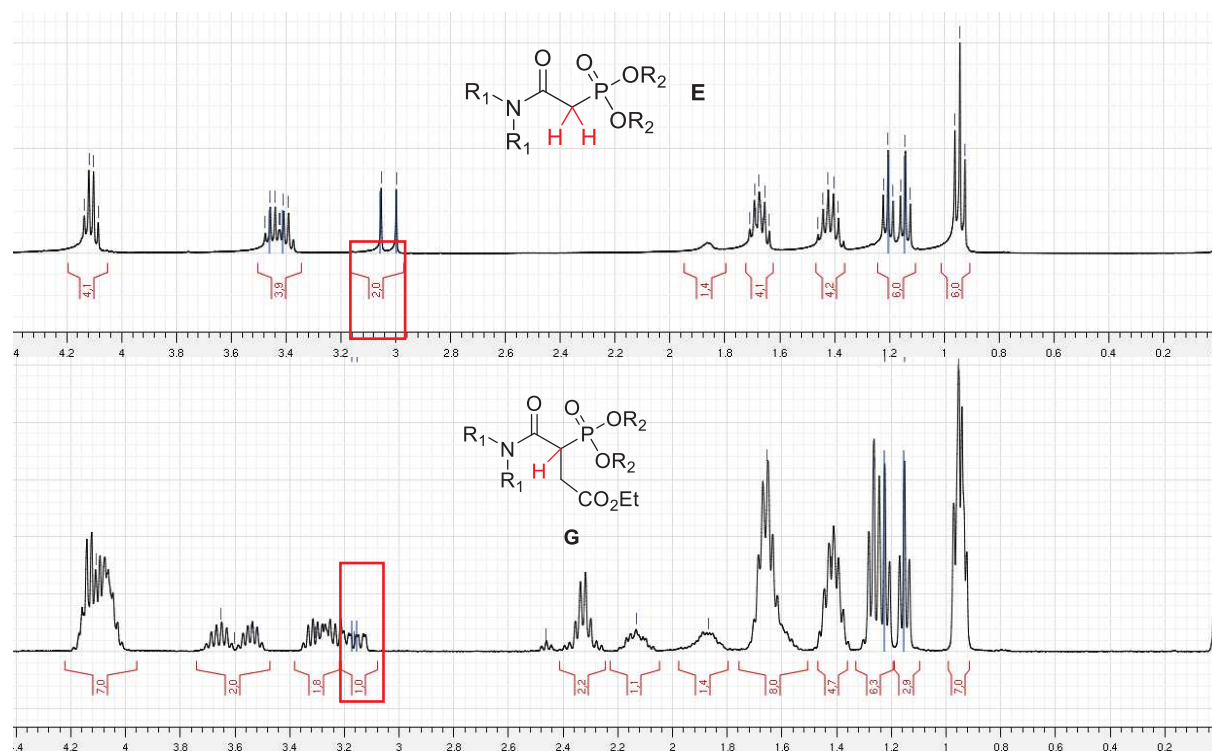 O
O
R₁
N
P
OR₂
E
OR₂
R₁
H
H
4,1
3,9
2,0
1,4
4,1
4,2
6,0
6,0
4 4.2 4 3.8 3.6 3.4 3.2 3 2.8 2.6 2.4 2.2 2 1.8 1.6 1.4 1.2 1 0.8 0.6 0.4 0.2
O
O
R₁
N
P
OR₂
OR₂
H
R₁
CO₂Et
G
7,0
2,0
1,8
1,0
2,2
1,1
1,4
8,0
4,7
6,3
2,9
7,0
.4 4.2 4 3.8 3.6 3.4 3.2 3 2.8 2.6 2.4 2.2 2 1.8 1.6 1.4 1.2 1 0.8 0.6 0.4 0.2